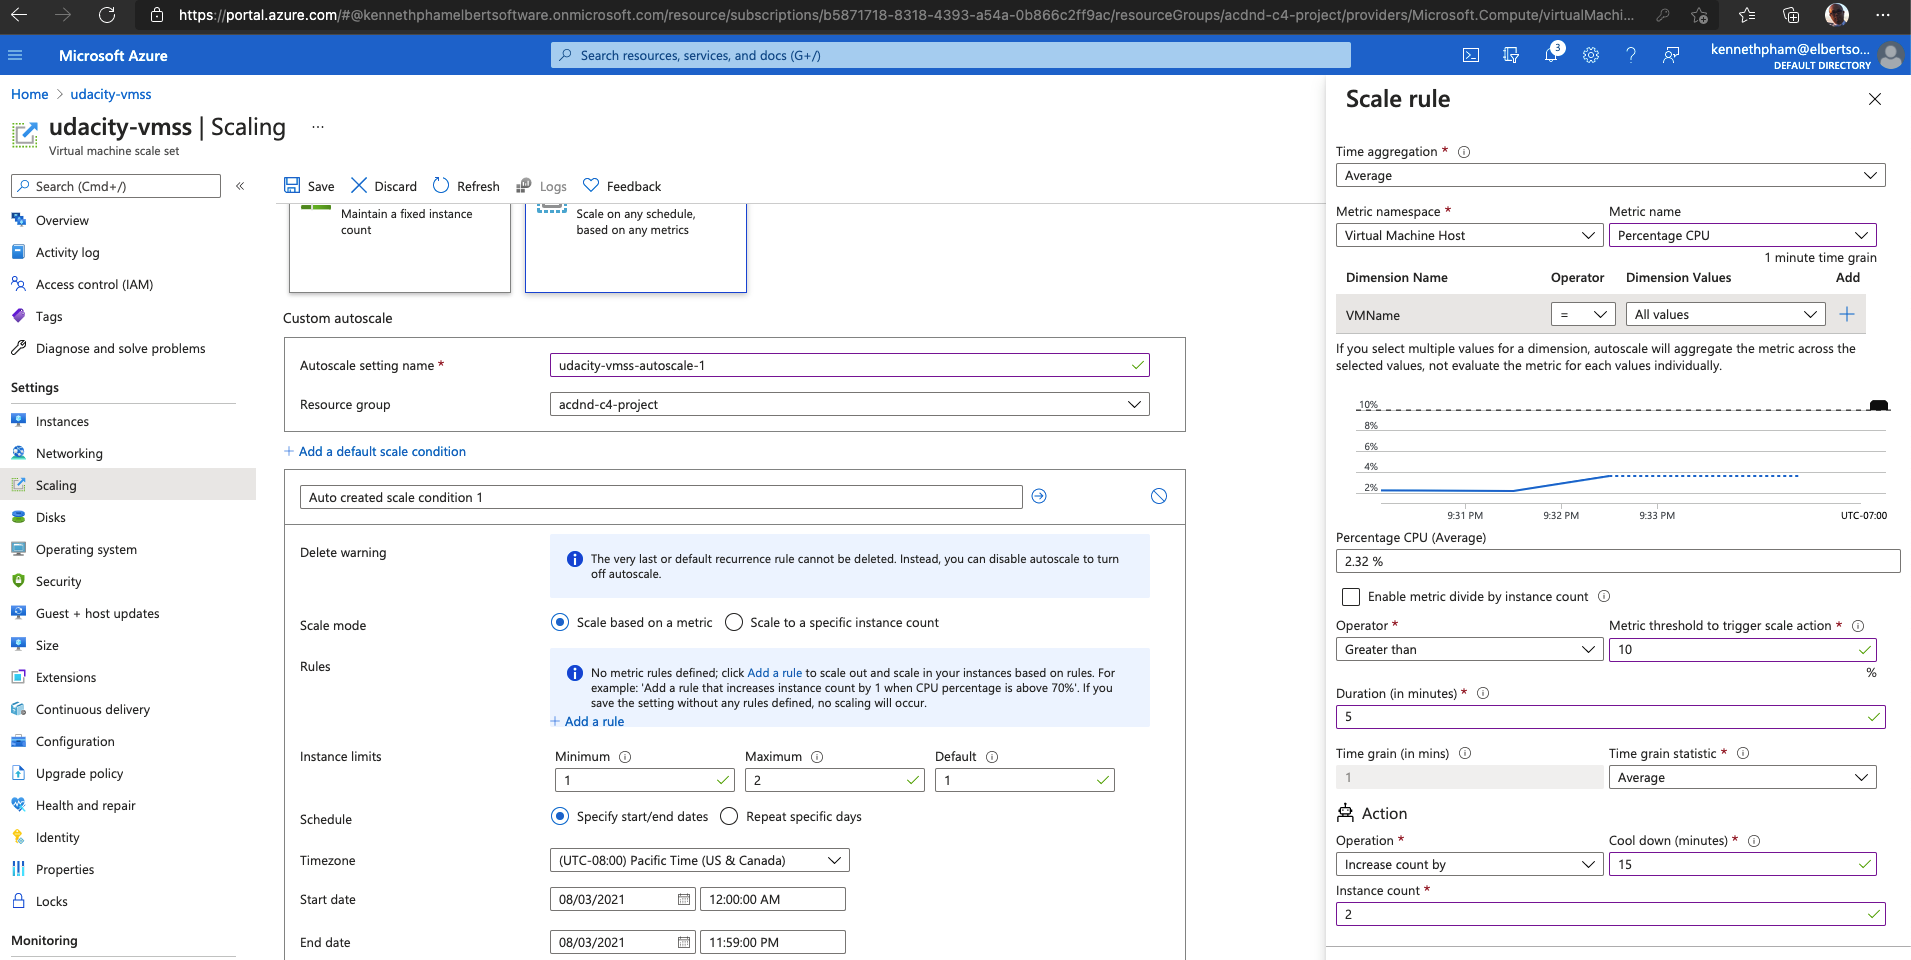 https://portal.azure.com/#@kennethphamelbertsoftware.onmicrosoft.com/resource/subscriptions/b5871718-8318-4393-a54a-0b866c2ff9ac/resourceGroups/acdnd-c4-project/providers/Microsoft.Compute/virtualMachi...
Microsoft Azure
Search resources, services, and docs (G+/)
3
kennethpham@elbertso...
DEFAULT DIRECTORY
Home > udacity-vmss
udacity-vmss | Scaling ...
Virtual machine scale set
Search (Cmd+/)
«
Overview
Activity log
Access control (IAM)
Tags
Diagnose and solve problems
Settings
Instances
Networking
Scaling
Disks
Operating system
Security
Guest + host updates
Size
Extensions
Continuous delivery
Configuration
Upgrade policy
Health and repair
Identity
Properties
Locks
Monitoring
Save Discard Refresh Logs Feedback
Maintain a fixed instance
count
Scale on any schedule,
based on any metrics
Custom autoscale
Autoscale setting name * udacity-vmss-autoscale-1
Resource group acdnd-c4-project
+ Add a default scale condition
Auto created scale condition 1
Delete warning
The very last or default recurrence rule cannot be deleted. Instead, you can disable autoscale to turn
off autoscale.
Scale mode Scale based on a metric Scale to a specific instance count
Rules
No metric rules defined; click Add a rule to scale out and scale in your instances based on rules. For
example: 'Add a rule that increases instance count by 1 when CPU percentage is above 70%'. If you
save the setting without any rules defined, no scaling will occur.
+ Add a rule
Instance limits Minimum Maximum Default
1 2 1
Schedule Specify start/end dates Repeat specific days
Timezone (UTC-08:00) Pacific Time (US & Canada)
Start date 08/03/2021 12:00:00 AM
End date 08/03/2021 11:59:00 PM
Scale rule
Time aggregation *
Average
Metric namespace * Metric name
Virtual Machine Host Percentage CPU
1 minute time grain
Dimension Name Operator Dimension Values Add
VMName = All values +
If you select multiple values for a dimension, autoscale will aggregate the metric across the
selected values, not evaluate the metric for each values individually.
10%
8%
6%
4%
2%
9:31 PM 9:32 PM 9:33 PM UTC-07:00
Percentage CPU (Average)
2.32 %
Enable metric divide by instance count
Operator * Metric threshold to trigger scale action *
Greater than 10
%
Duration (in minutes) *
5
Time grain (in mins) Time grain statistic *
1 Average
Action
Operation * Cool down (minutes) *
Increase count by 15
Instance count *
2